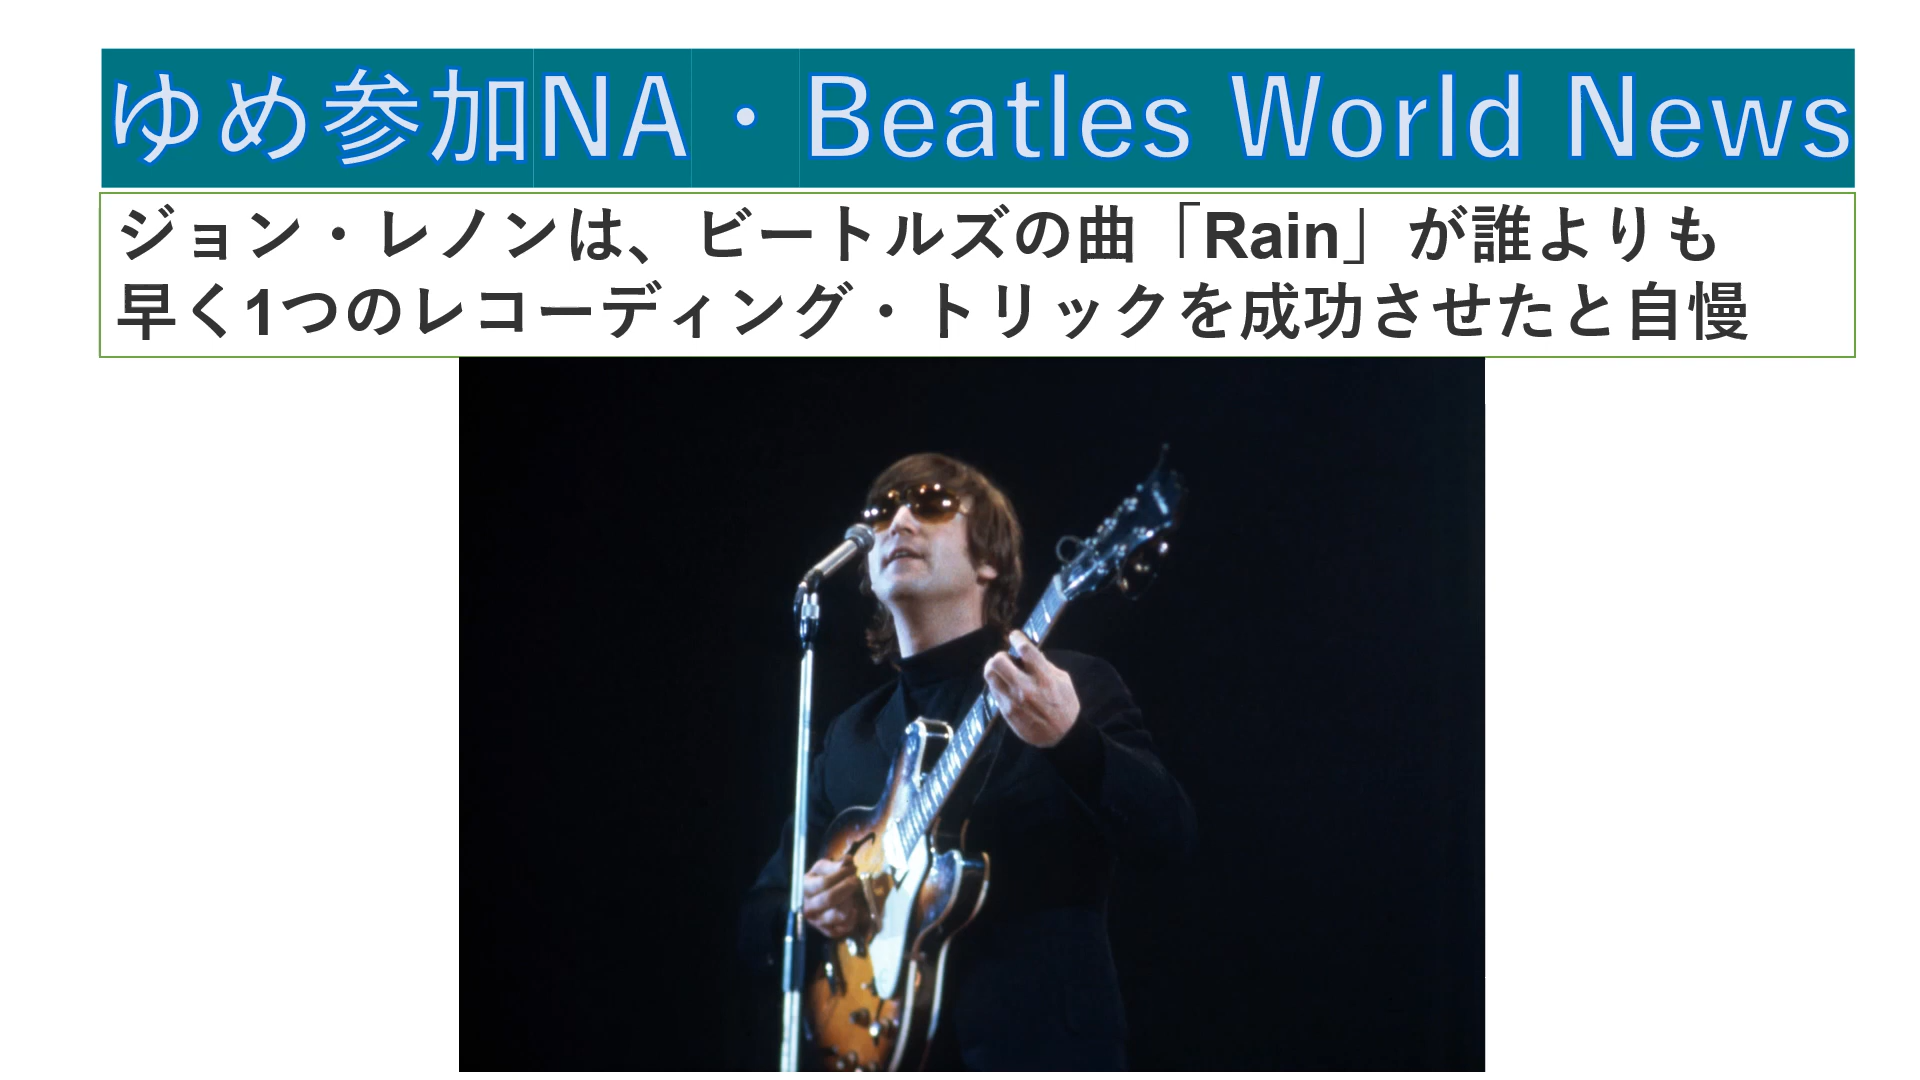 ゆめ参加NA・Beatles World News
ジョン・レノンは、ビートルズの曲「Rain」が誰よりも
早く1つのレコーディング・トリックを成功させたと自慢